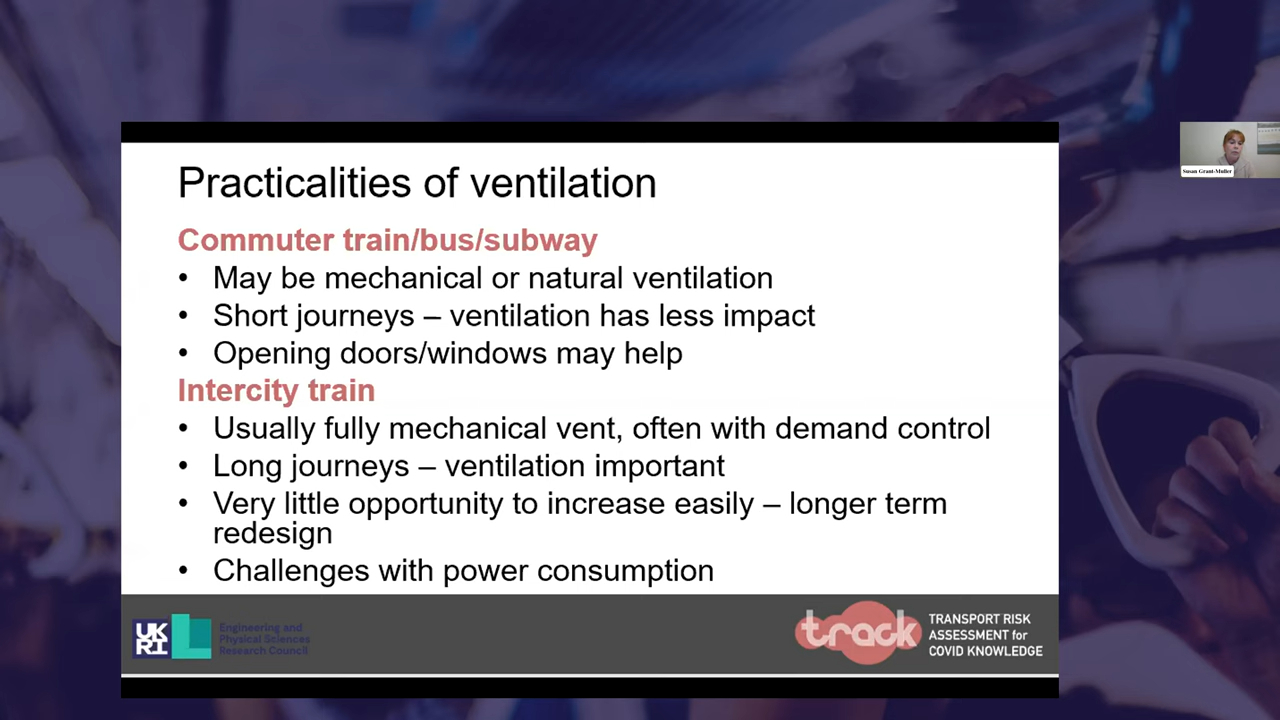 Practicalities of ventilation
Commuter train/bus/subway
• May be mechanical or natural ventilation
• Short journeys – ventilation has less impact
• Opening doors/windows may help
Intercity train
• Usually fully mechanical vent, often with demand control
• Long journeys – ventilation important
• Very little opportunity to increase easily – longer term
redesign
• Challenges with power consumption
Susan Grant-Muller
UK
RI
Engineering and
Physical Sciences
Research Council
track
TRANSPORT RISK
ASSESSMENT for
COVID KNOWLEDGE